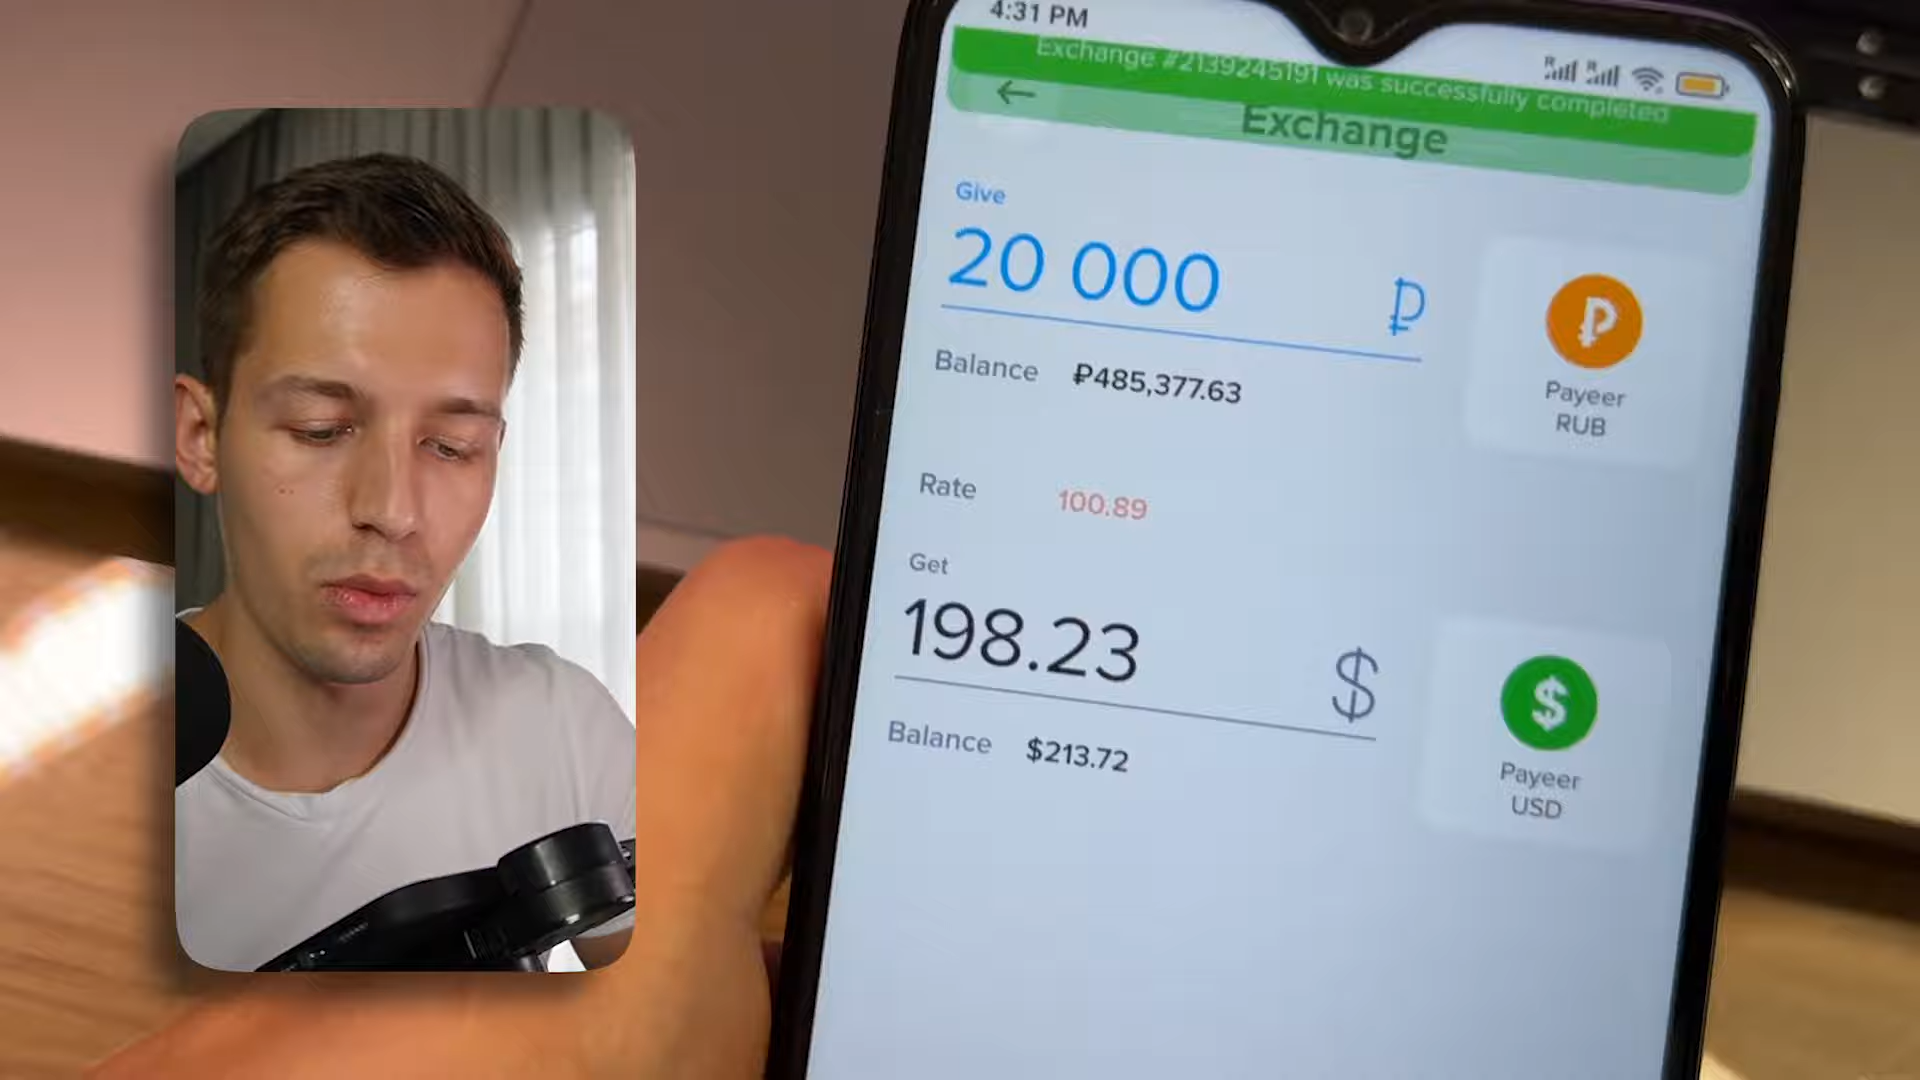 4:31 PM
Exchange #2139245191 was successfully completed
Exchange
Give
20 000 ₽
Balance ₽485,377.63
Payeer
RUB
Rate 100.89
Get
198.23 $
Balance $213.72
Payeer
USD